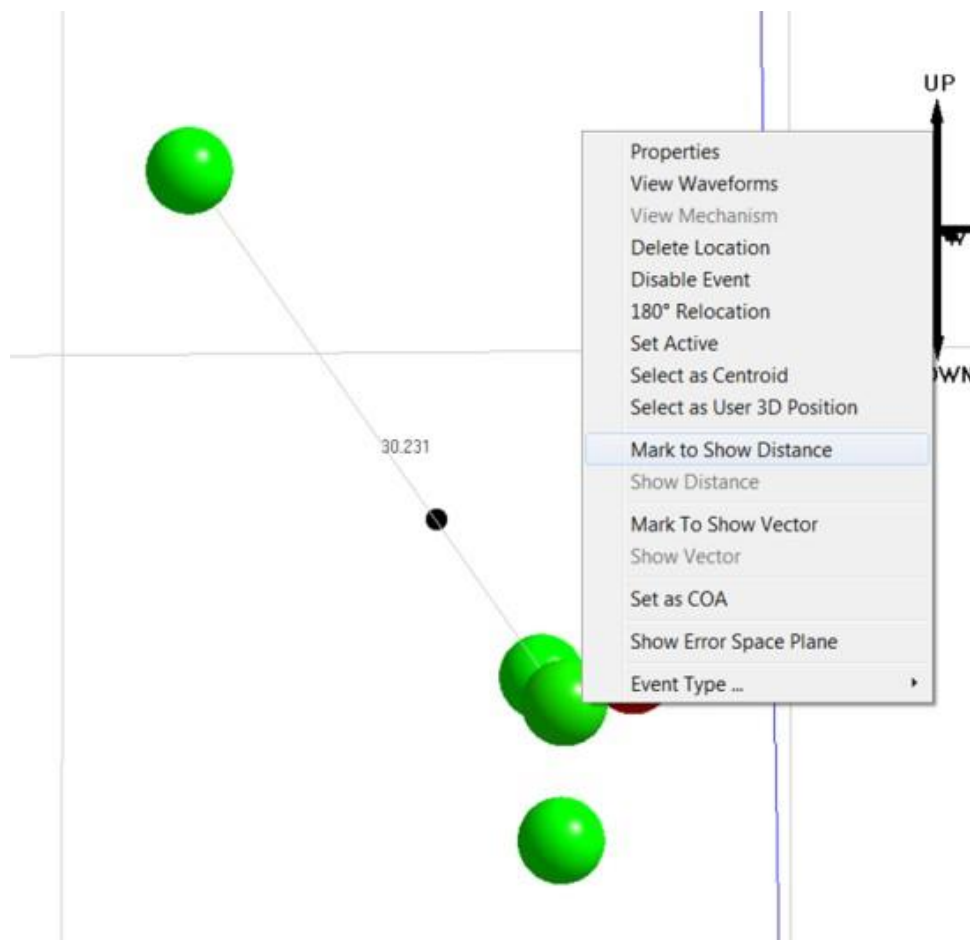 UP
Properties
View Waveforms
View Mechanism
Delete Location
Disable Event
180° Relocation
W
Set Active
Select as Centroid
Select as User 3D Position
30.231
Mark to Show Distance
Show Distance
Mark To Show Vector
Show Vector
Set as COA
Show Error Space Plane
Event Type ...